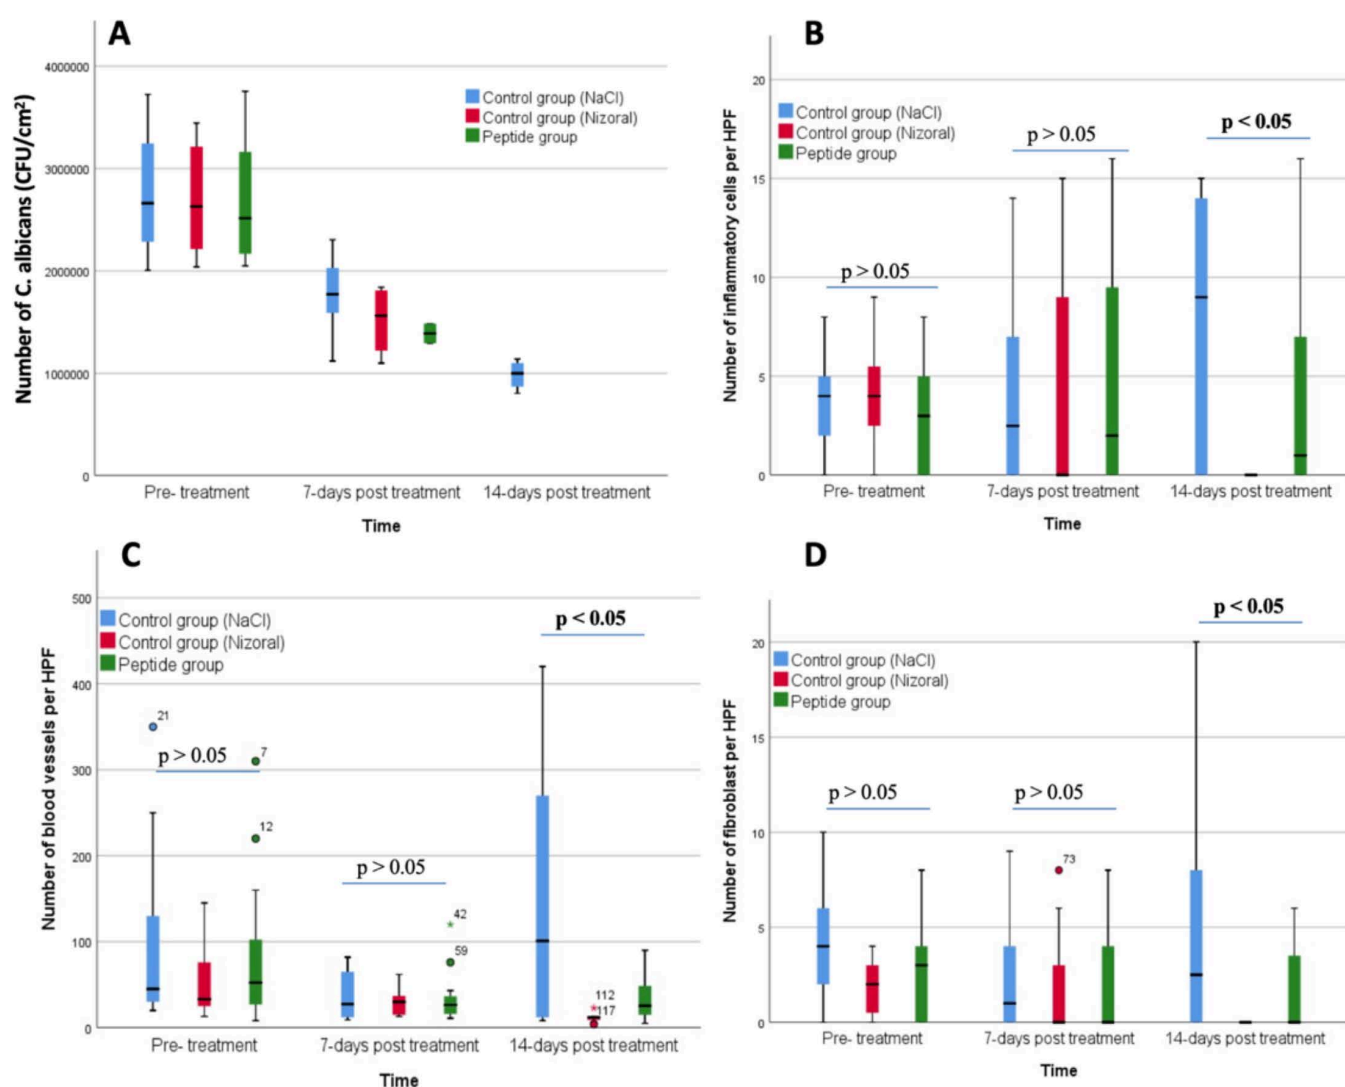 A
Number of C. albicans (CFU/cm²)
4000000
3000000
2000000
1000000
0
Control group (NaCl)
Control group (Nizoral)
Peptide group
Pre- treatment
7-days post treatment
14-days post treatment
Time
B
Number of inflammatory cells per HPF
20
15
10
5
0
Control group (NaCl)
Control group (Nizoral)
Peptide group
p > 0.05
p > 0.05
p < 0.05
Pre- treatment
7-days post treatment
14-days post treatment
Time
C
Number of blood vessels per HPF
500
400
300
200
100
0
Control group (NaCl)
Control group (Nizoral)
Peptide group
21
p > 0.05
7
12
p > 0.05
42
59
p < 0.05
112
117
Pre- treatment
7-days post treatment
14-days post treatment
Time
D
Number of fibroblast per HPF
20
15
10
5
0
Control group (NaCl)
Control group (Nizoral)
Peptide group
p > 0.05
p > 0.05
73
p < 0.05
Pre- treatment
7-days post treatment
14-days post treatment
Time